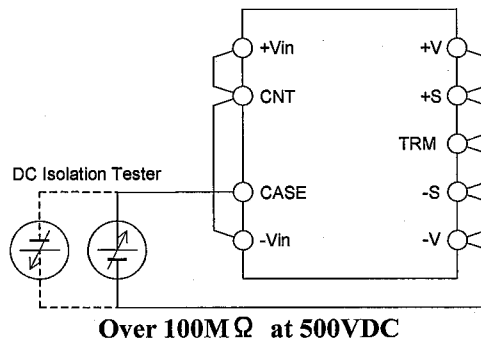 +Vin
+V
CNT
+S
TRM
DC Isolation Tester
CASE
-S
-Vin
-V
Over 100MΩ at 500VDC